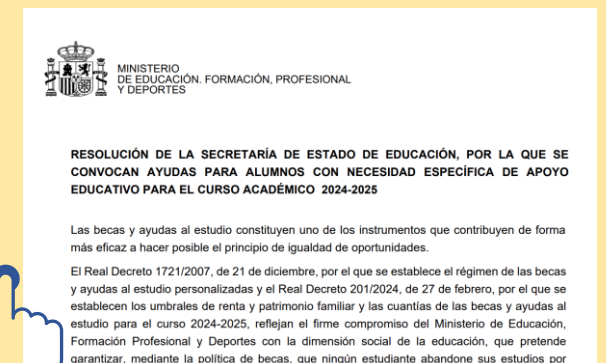 MINISTERIO
DE EDUCACIÓN. FORMACIÓN, PROFESIONAL
Y DEPORTES
RESOLUCIÓN DE LA SECRETARÍA DE ESTADO DE EDUCACIÓN, POR LA QUE SE
CONVOCAN AYUDAS PARA ALUMNOS CON NECESIDAD ESPECÍFICA DE APOYO
EDUCATIVO PARA EL CURSO ACADÉMICO 2024-2025
Las becas y ayudas al estudio constituyen uno de los instrumentos que contribuyen de forma
más eficaz a hacer posible el principio de igualdad de oportunidades.
El Real Decreto 1721/2007, de 21 de diciembre, por el que se establece el régimen de las becas
y ayudas al estudio personalizadas y el Real Decreto 201/2024, de 27 de febrero, por el que se
establecen los umbrales de renta y patrimonio familiar y las cuantías de las becas y ayudas al
estudio para el curso 2024-2025, reflejan el firme compromiso del Ministerio de Educación,
Formación Profesional y Deportes con la dimensión social de la educación, que pretende
garantizar, mediante la política de becas, que ningún estudiante abandone sus estudios por